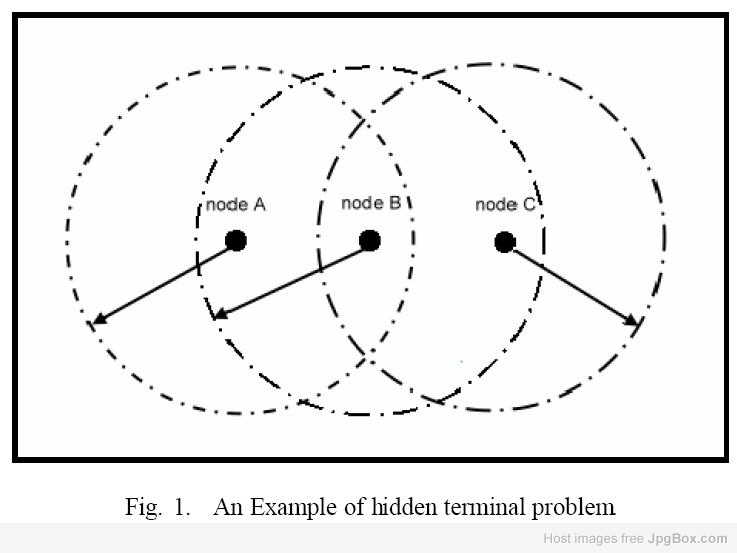 node A
node B
node C
Fig. 1. An Example of hidden terminal problem
Host images free JpgBox.com